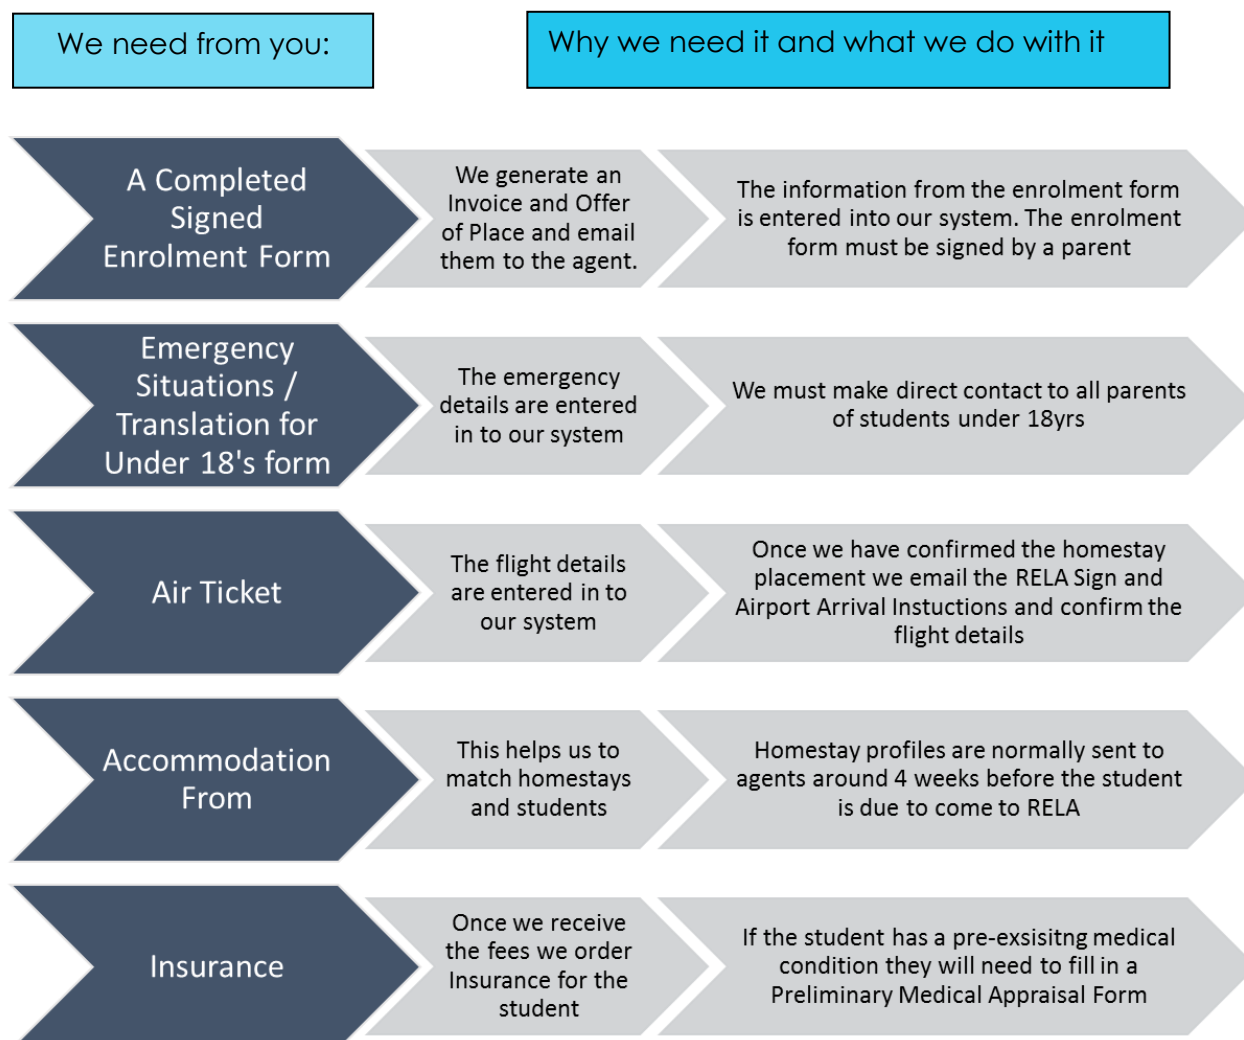 We need from you:
Why we need it and what we do with it
A Completed
Signed
Enrolment Form
We generate an
Invoice and Offer
of Place and email
them to the agent.
The information from the enrolment form
is entered into our system. The enrolment
form must be signed by a parent
Emergency
Situations /
Translation for
Under 18's form
The emergency
details are entered
in to our system
We must make direct contact to all parents
of students under 18yrs
Air Ticket
The flight details
are entered in to
our system
Once we have confirmed the homestay
placement we email the RELA Sign and
Airport Arrival Instuctions and confirm the
flight details
Accommodation
From
This helps us to
match homestays
and students
Homestay profiles are normally sent to
agents around 4 weeks before the student
is due to come to RELA
Insurance
Once we receive
the fees we order
Insurance for the
student
If the student has a pre-exsisitng medical
condition they will need to fill in a
Preliminary Medical Appraisal Form